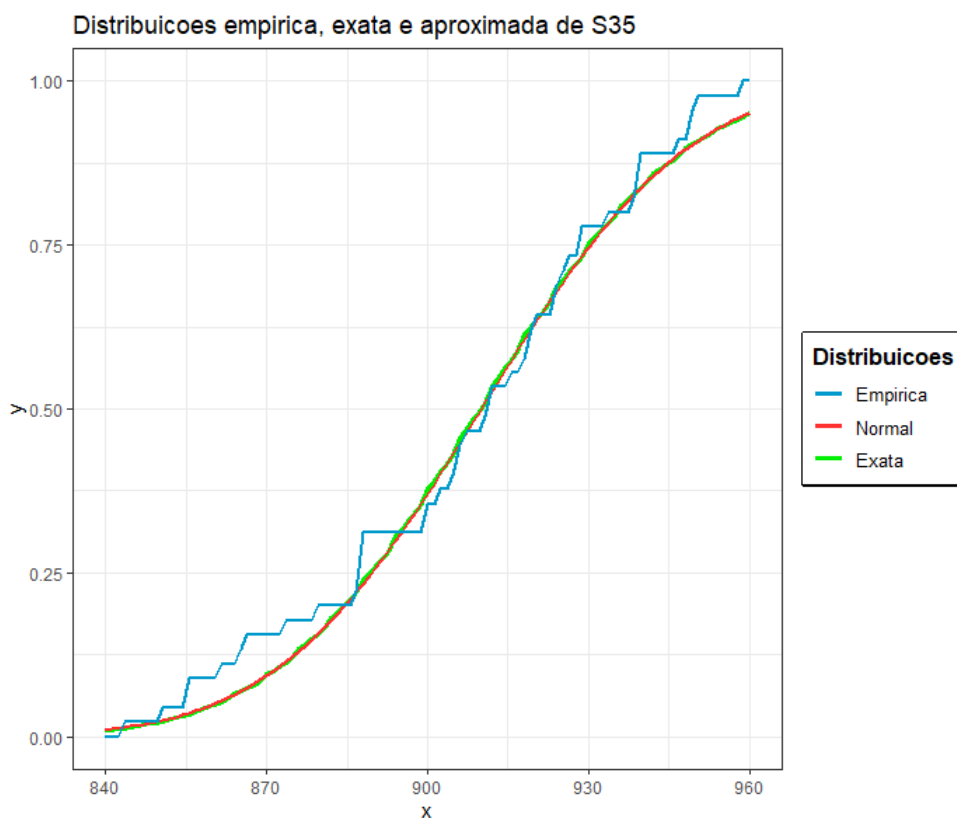 Distribuicoes empirica, exata e aproximada de S35
1.00
0.75
0.50
0.25
0.00
y
840 870 900 930 960
x
Distribuicoes
Empirica
Normal
Exata